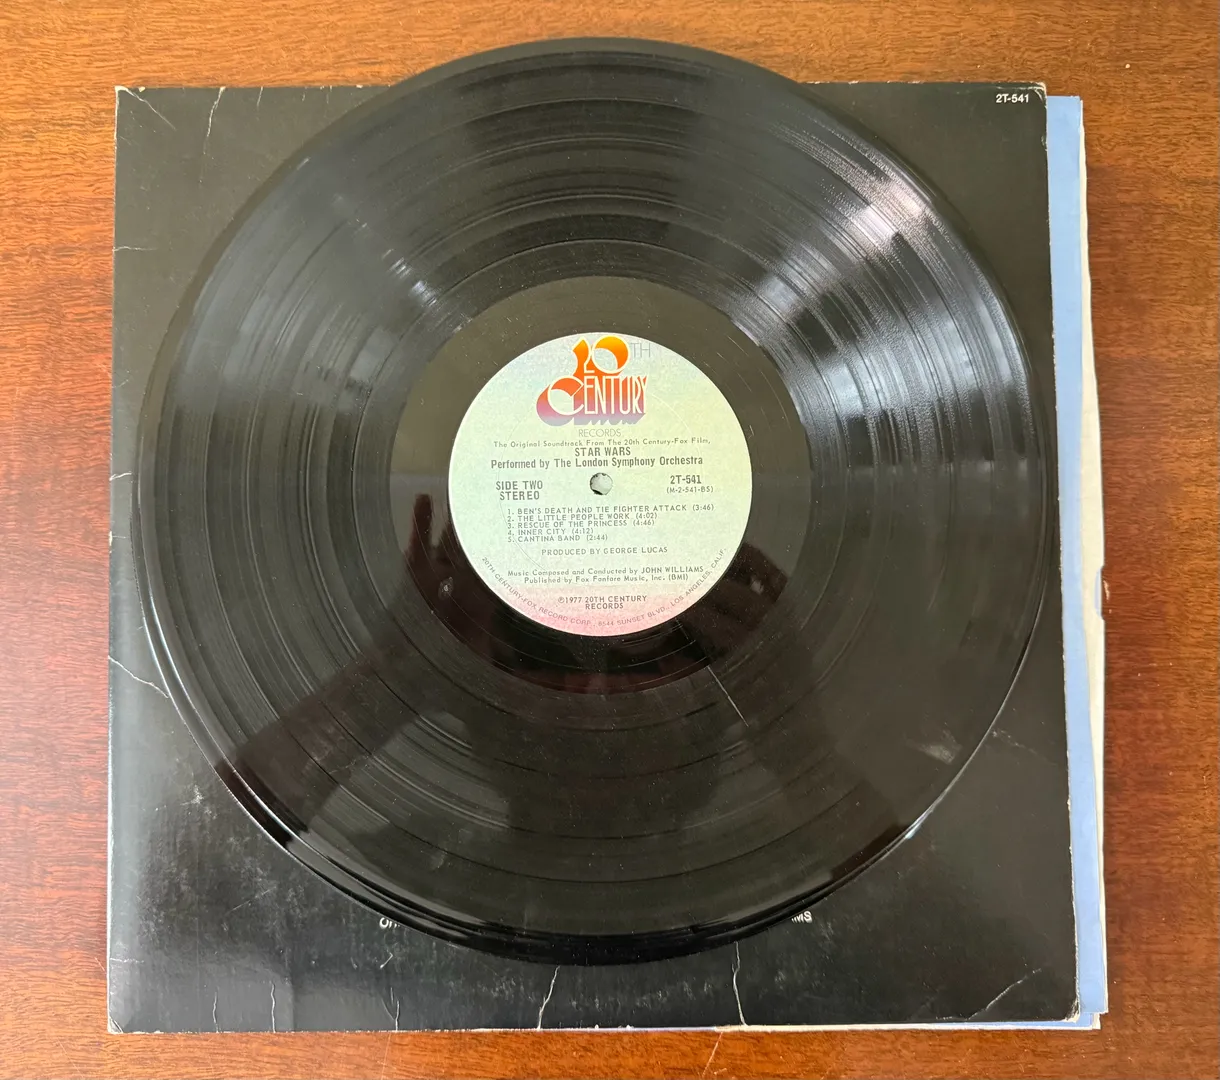 2T-541
20TH
CENTURY
RECORDS
The Original Soundtrack From The 20th Century-Fox Film,
STAR WARS
Performed by The London Symphony Orchestra
SIDE TWO
STEREO
2T-541
(M-2-541-B5)
1. BEN'S DEATH AND TIE FIGHTER ATTACK (3:46)
2. THE LITTLE PEOPLE WORK (4:02)
3. RESCUE OF THE PRINCESS (4:46)
4. INNER CITY (4:12)
5. CANTINA BAND (2:44)
PRODUCED BY GEORGE LUCAS
Music Composed and Conducted by JOHN WILLIAMS
Published by Fox Fanfare Music, Inc. (BMI)
℗1977 20TH CENTURY
RECORDS
20TH CENTURY-FOX RECORD CORP., 8544 SUNSET BLVD., LOS ANGELES, CALIF.